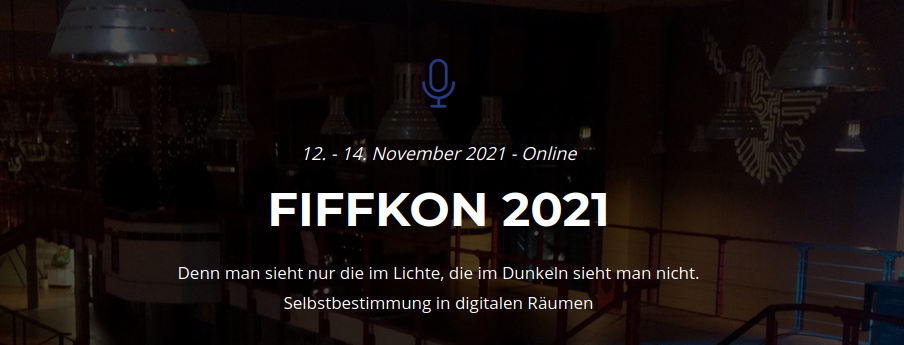 12. - 14. November 2021 - Online
FIFFKON 2021
Denn man sieht nur die im Lichte, die im Dunkeln sieht man nicht.
Selbstbestimmung in digitalen Räumen